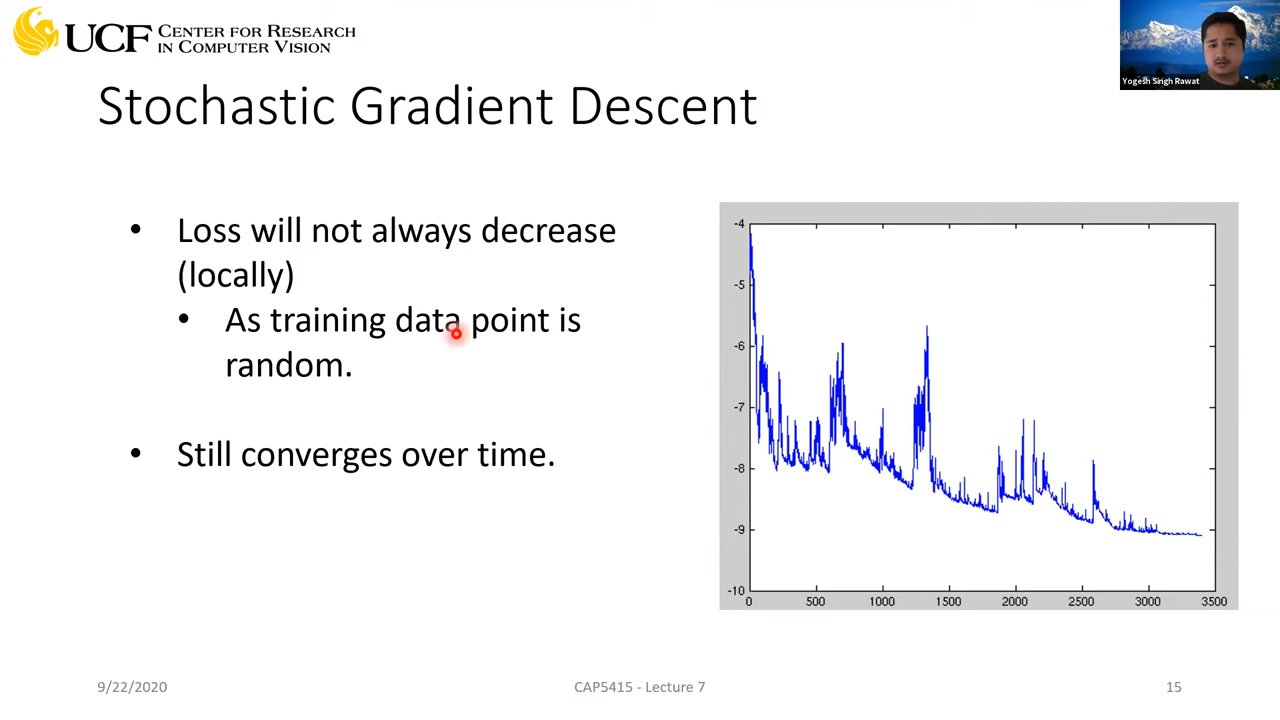 UCF CENTER FOR RESEARCH
IN COMPUTER VISION
Yogesh Singh Rawat
Stochastic Gradient Descent
• Loss will not always decrease
(locally)
• As training data point is
random.
• Still converges over time.
-4
-5
-6
-7
-8
-9
-10
0 500 1000 1500 2000 2500 3000 3500
9/22/2020 CAP5415 - Lecture 7 15